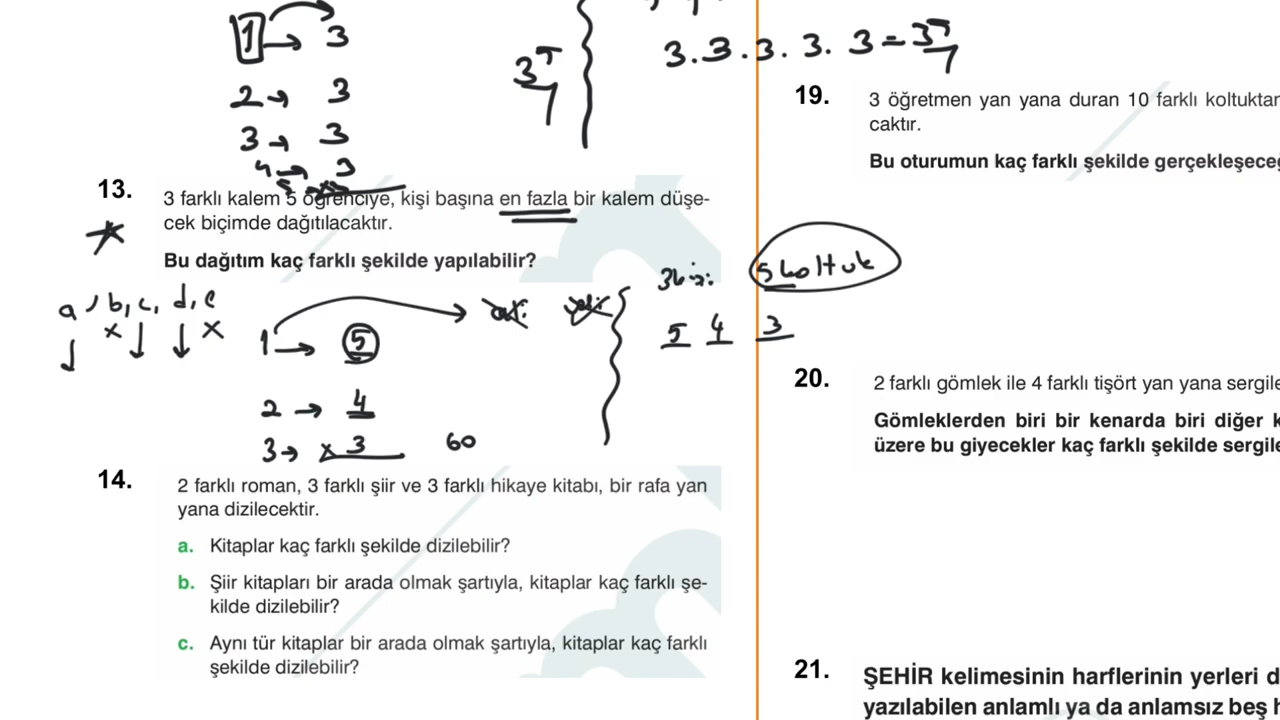 1 → 3
2 → 3
3 → 3
4 → 3
5
3⁵
3.3.3.3.3=3⁵
13. 3 farklı kalem 5 öğrenciye, kişi başına en fazla bir kalem düşe-
cek biçimde dağıtılacaktır.
Bu dağıtım kaç farklı şekilde yapılabilir?
a, b, c, d, e
1 → 5
2 → 4
3 → x 3
60
3 kişi 5 koltuk
5 4 3
14. 2 farklı roman, 3 farklı şiir ve 3 farklı hikaye kitabı, bir rafa yan
yana dizilecektir.
a. Kitaplar kaç farklı şekilde dizilebilir?
b. Şiir kitapları bir arada olmak şartıyla, kitaplar kaç farklı şe-
kilde dizilebilir?
c. Aynı tür kitaplar bir arada olmak şartıyla, kitaplar kaç farklı
şekilde dizilebilir?
19. 3 öğretmen yan yana duran 10 farklı koltuktan
caktır.
Bu oturumun kaç farklı şekilde gerçekleşeceğ
20. 2 farklı gömlek ile 4 farklı tişört yan yana sergile
Gömleklerden biri bir kenarda biri diğer k
üzere bu giyecekler kaç farklı şekilde sergile
21. ŞEHİR kelimesinin harflerinin yerleri d
yazılabilen anlamlı ya da anlamsız beş h